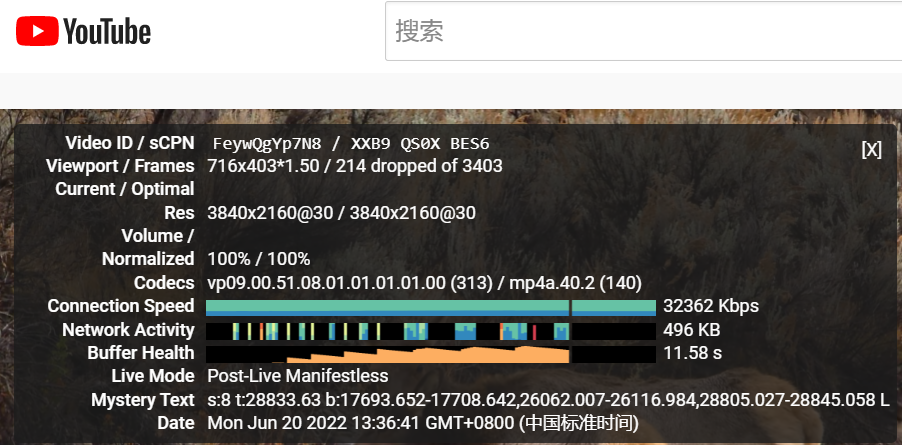 YouTube
搜索
Video ID / sCPN FeywQgYp7N8 / XXB9 QS0X BES6
[X]
Viewport / Frames 716x403*1.50 / 214 dropped of 3403
Current / Optimal
Res 3840x2160@30 / 3840x2160@30
Volume /
Normalized 100% / 100%
Codecs vp09.00.51.08.01.01.01.01.00 (313) / mp4a.40.2 (140)
Connection Speed 32362 Kbps
Network Activity 496 KB
Buffer Health 11.58 s
Live Mode Post-Live Manifestless
Mystery Text s:8 t:28833.63 b:17693.652-17708.642,26062.007-26116.984,28805.027-28845.058 L
Date Mon Jun 20 2022 13:36:41 GMT+0800 (中国标准时间)